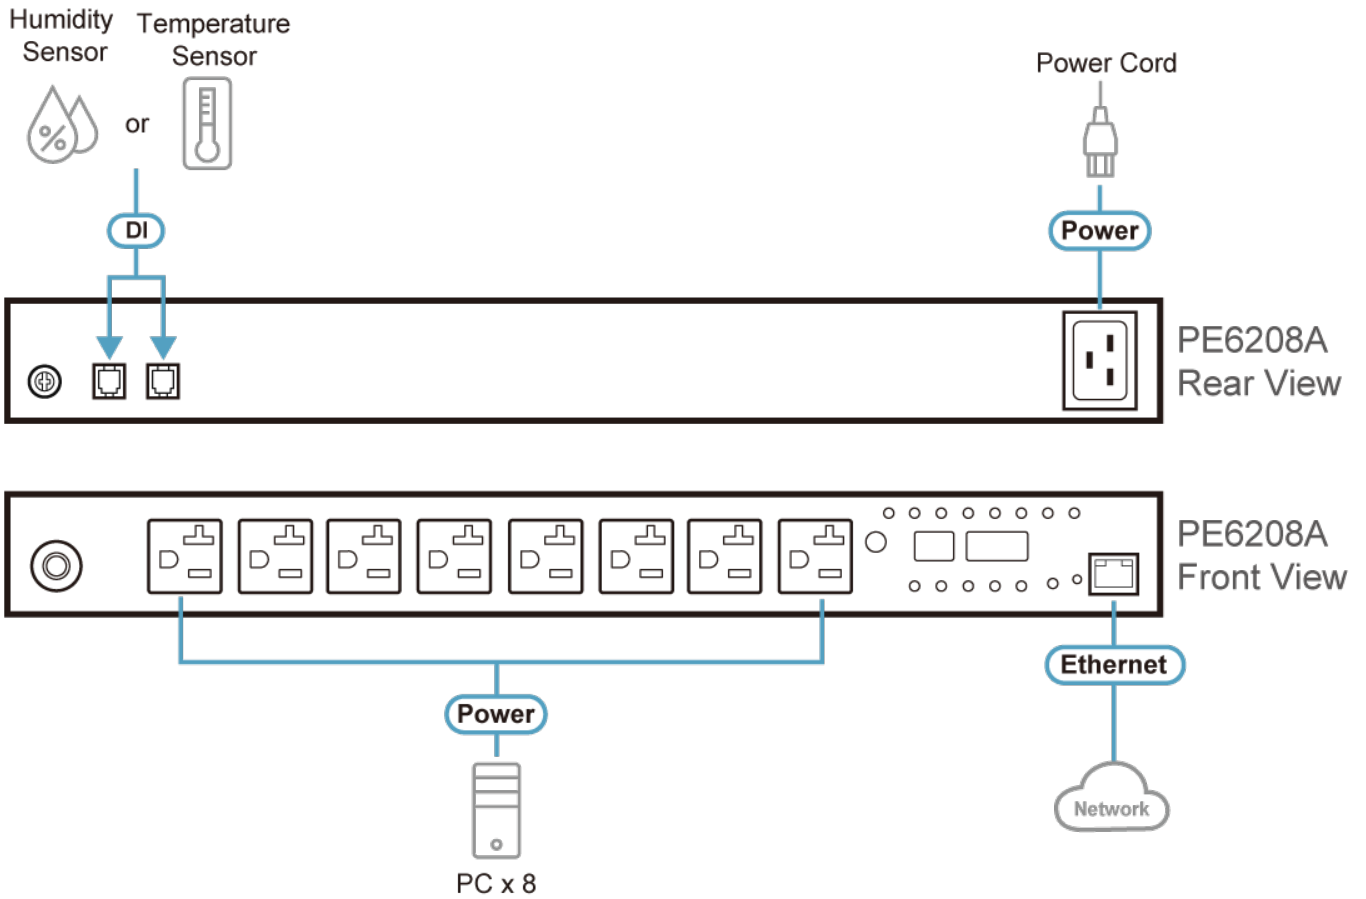 Humidity
Sensor
Temperature
Sensor
or
DI
Power Cord
Power
PE6208A
Rear View
PE6208A
Front View
Power
PC x 8
Ethernet
Network